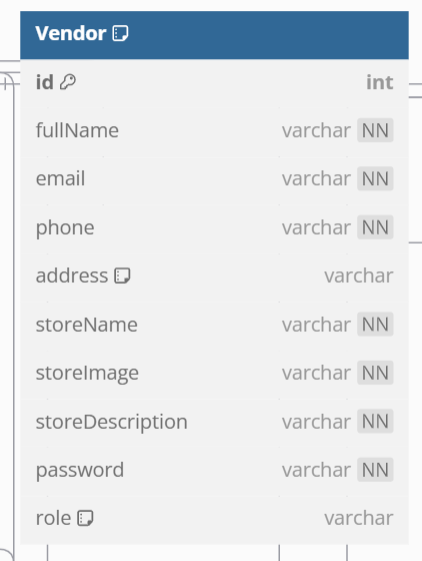 Vendor
id int
fullName varchar NN
email varchar NN
phone varchar NN
address varchar
storeName varchar NN
storeImage varchar NN
storeDescription varchar NN
password varchar NN
role varchar